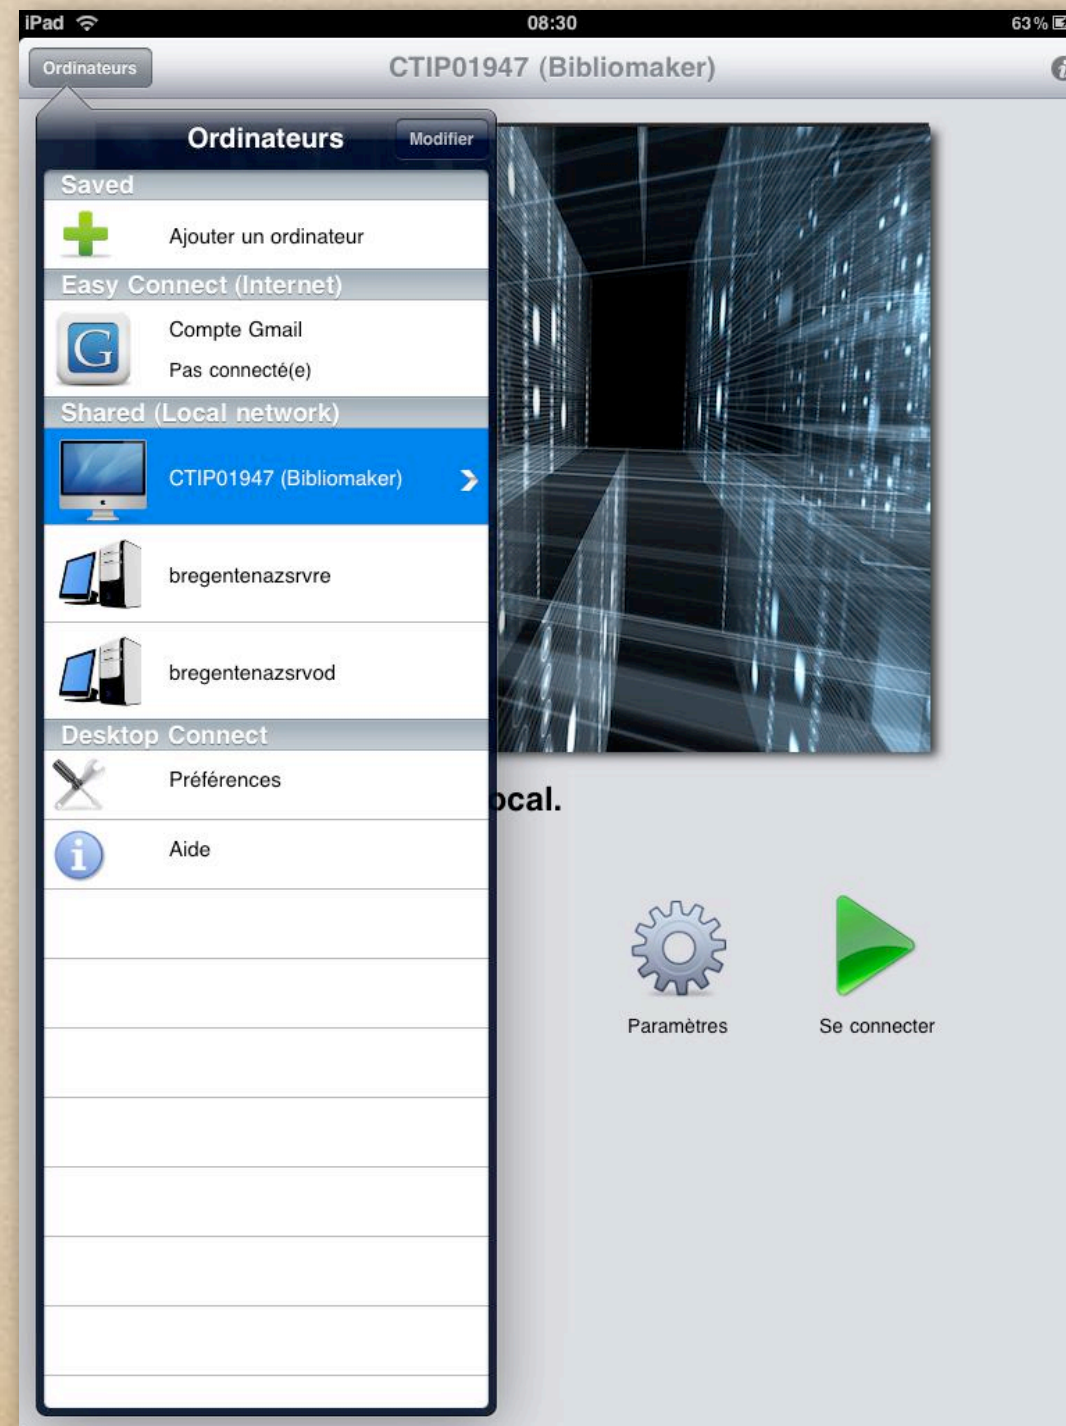 iPad 08:30 63%
Ordinateurs CTIP01947 (Bibliomaker)
Ordinateurs Modifier
Saved
Ajouter un ordinateur
Easy Connect (Internet)
G
Compte Gmail
Pas connecté(e)
Shared (Local network)
CTIP01947 (Bibliomaker)
bregentenazsrvre
bregentenazsrvod
Desktop Connect
Préférences
ocal.
i Aide
Paramètres Se connecter